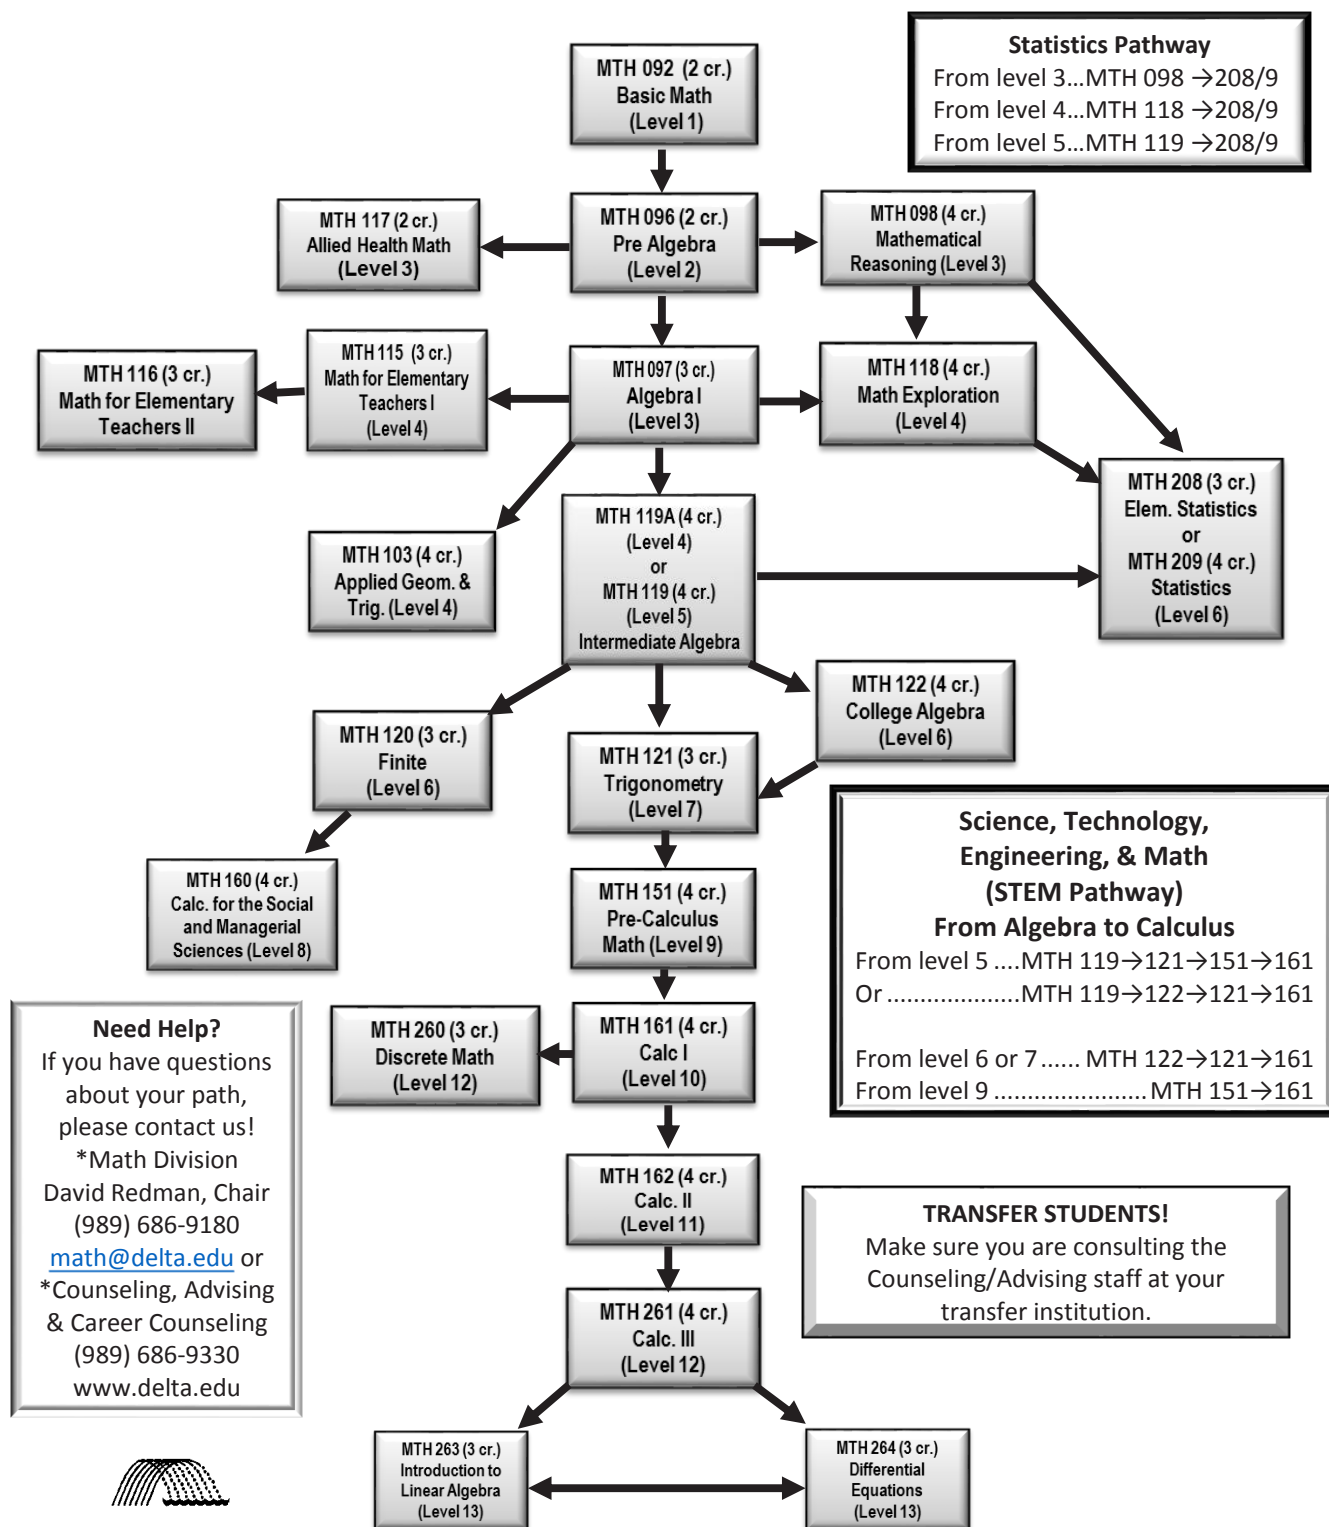 MTH 092 (2 cr.)
Basic Math
(Level 1)
Statistics Pathway
From level 3...MTH 098 →208/9
From level 4...MTH 118 →208/9
From level 5...MTH 119 →208/9
MTH 117 (2 cr.)
Allied Health Math
(Level 3)
MTH 096 (2 cr.)
Pre Algebra
(Level 2)
MTH 098 (4 cr.)
Mathematical
Reasoning (Level 3)
MTH 116 (3 cr.)
Math for Elementary
Teachers II
MTH 115 (3 cr.)
Math for Elementary
Teachers I
(Level 4)
MTH 097 (3 cr.)
Algebra I
(Level 3)
MTH 118 (4 cr.)
Math Exploration
(Level 4)
MTH 103 (4 cr.)
Applied Geom. &
Trig. (Level 4)
MTH 119A (4 cr.)
(Level 4)
or
MTH 119 (4 cr.)
(Level 5)
Intermediate Algebra
MTH 208 (3 cr.)
Elem. Statistics
or
MTH 209 (4 cr.)
Statistics
(Level 6)
MTH 120 (3 cr.)
Finite
(Level 6)
MTH 121 (3 cr.)
Trigonometry
(Level 7)
MTH 122 (4 cr.)
College Algebra
(Level 6)
MTH 160 (4 cr.)
Calc. for the Social
and Managerial
Sciences (Level 8)
MTH 151 (4 cr.)
Pre-Calculus
Math (Level 9)
Science, Technology,
Engineering, & Math
(STEM Pathway)
From Algebra to Calculus
From level 5 ....MTH 119→121→151→161
Or .....................MTH 119→122→121→161
From level 6 or 7...... MTH 122→121→161
From level 9 ........................ MTH 151→161
Need Help?
If you have questions
about your path,
please contact us!
*Math Division
David Redman, Chair
(989) 686-9180
math@delta.edu or
*Counseling, Advising
& Career Counseling
(989) 686-9330
www.delta.edu
MTH 260 (3 cr.)
Discrete Math
(Level 12)
MTH 161 (4 cr.)
Calc I
(Level 10)
MTH 162 (4 cr.)
Calc. II
(Level 11)
TRANSFER STUDENTS!
Make sure you are consulting the
Counseling/Advising staff at your
transfer institution.
MTH 261 (4 cr.)
Calc. III
(Level 12)
MTH 263 (3 cr.)
Introduction to
Linear Algebra
(Level 13)
MTH 264 (3 cr.)
Differential
Equations
(Level 13)